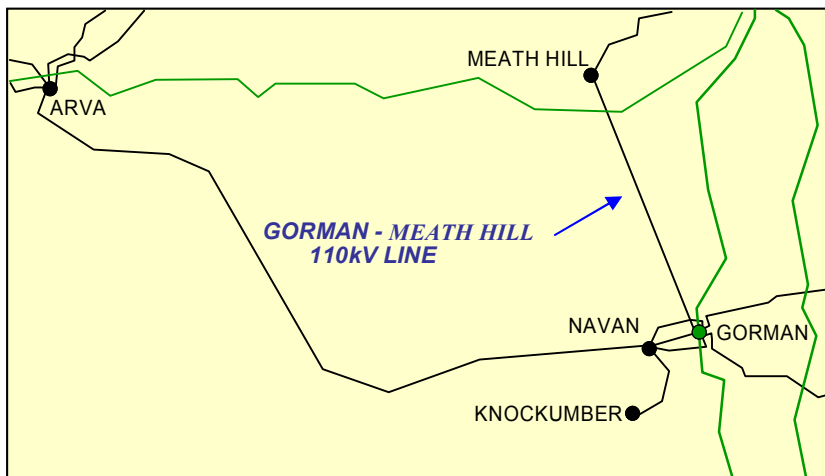 MEATH HILL
ARVA
GORMAN - MEATH HILL
110kV LINE
NAVAN
GORMAN
KNOCKUMBER